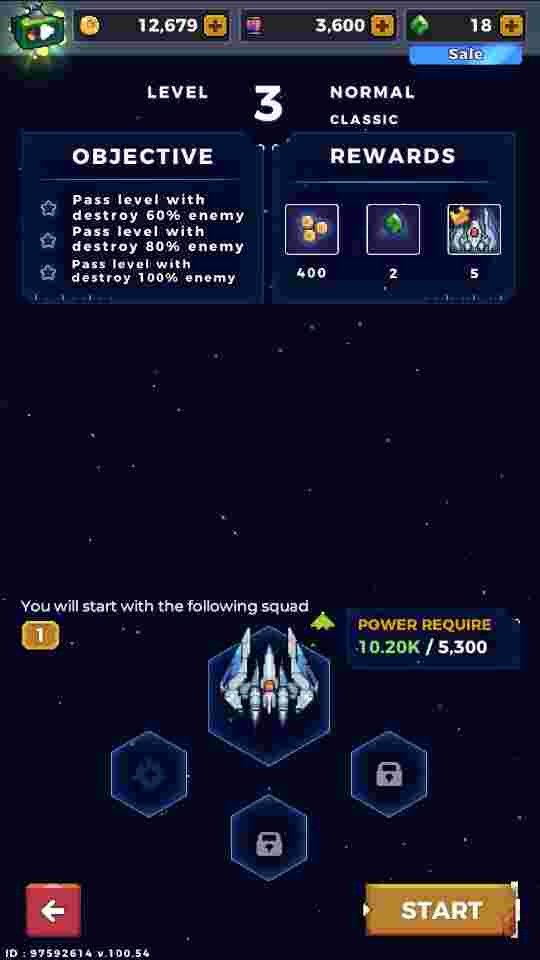 12,679
3,600
18
Sale
LEVEL
3
NORMAL
CLASSIC
OBJECTIVE
Pass level with
destroy 60% enemy
Pass level with
destroy 80% enemy
Pass level with
destroy 100% enemy
REWARDS
400
2
5
You will start with the following squad
1
POWER REQUIRE
10.20K / 5,300
START
ID : 97592614 v.100.54